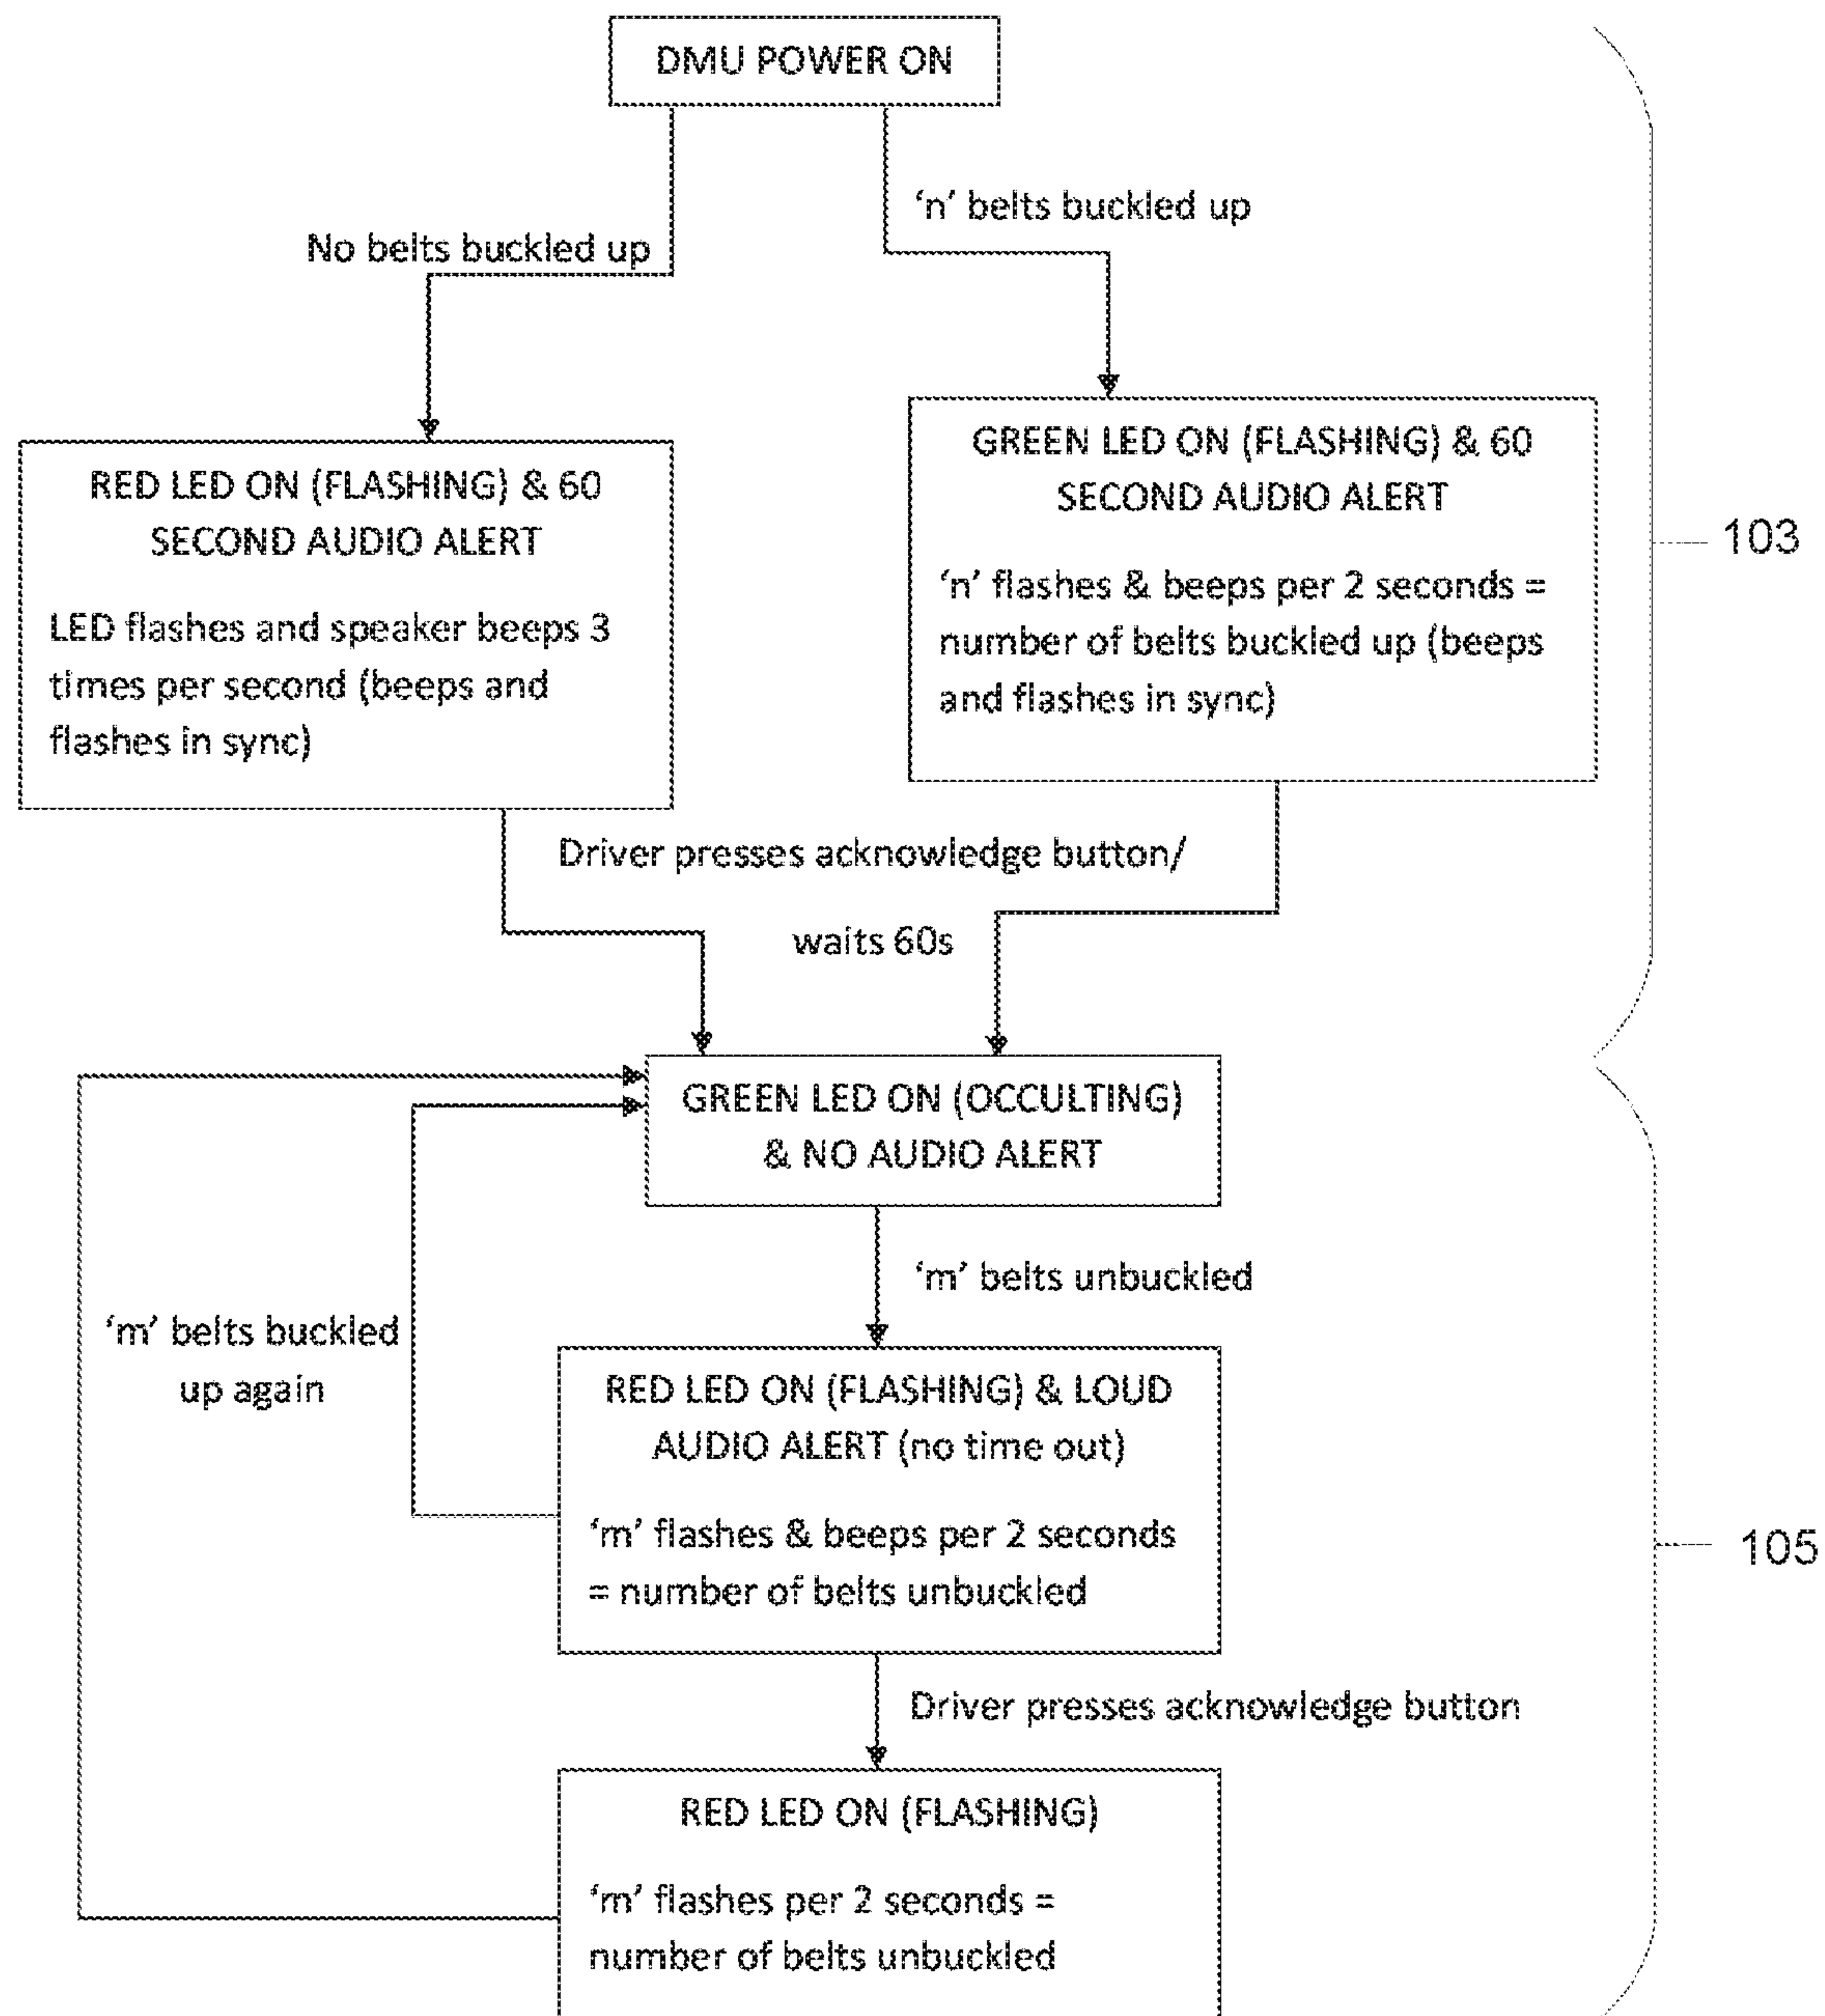 DMU POWER ON
'n' belts buckled up
No belts buckled up
RED LED ON (FLASHING) & 60
SECOND AUDIO ALERT
LED flashes and speaker beeps 3
times per second (beeps and
flashes in sync)
GREEN LED ON (FLASHING) & 60
SECOND AUDIO ALERT
'n' flashes & beeps per 2 seconds =
number of belts buckled up (beeps
and flashes in sync)
103
Driver presses acknowledge button/
waits 60s
GREEN LED ON (OCCULTING)
& NO AUDIO ALERT
'm' belts unbuckled
'm' belts buckled
up again
RED LED ON (FLASHING) & LOUD
AUDIO ALERT (no time out)
'm' flashes & beeps per 2 seconds
= number of belts unbuckled
105
Driver presses acknowledge button
RED LED ON (FLASHING)
'm' flashes per 2 seconds =
number of belts unbuckled